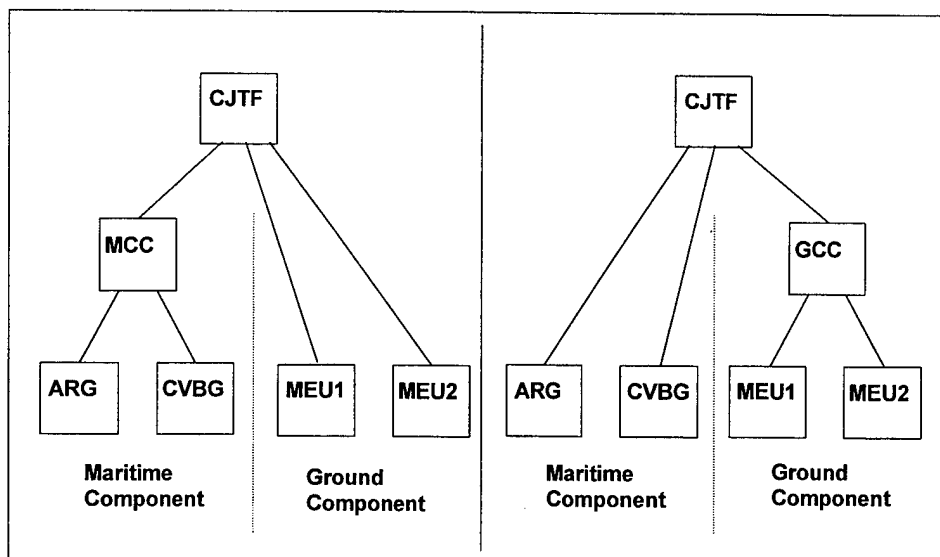 CJTF
MCC
ARG
CVBG
MEU1
MEU2
Maritime
Component
Ground
Component
CJTF
GCC
ARG
CVBG
MEU1
MEU2
Maritime
Component
Ground
Component